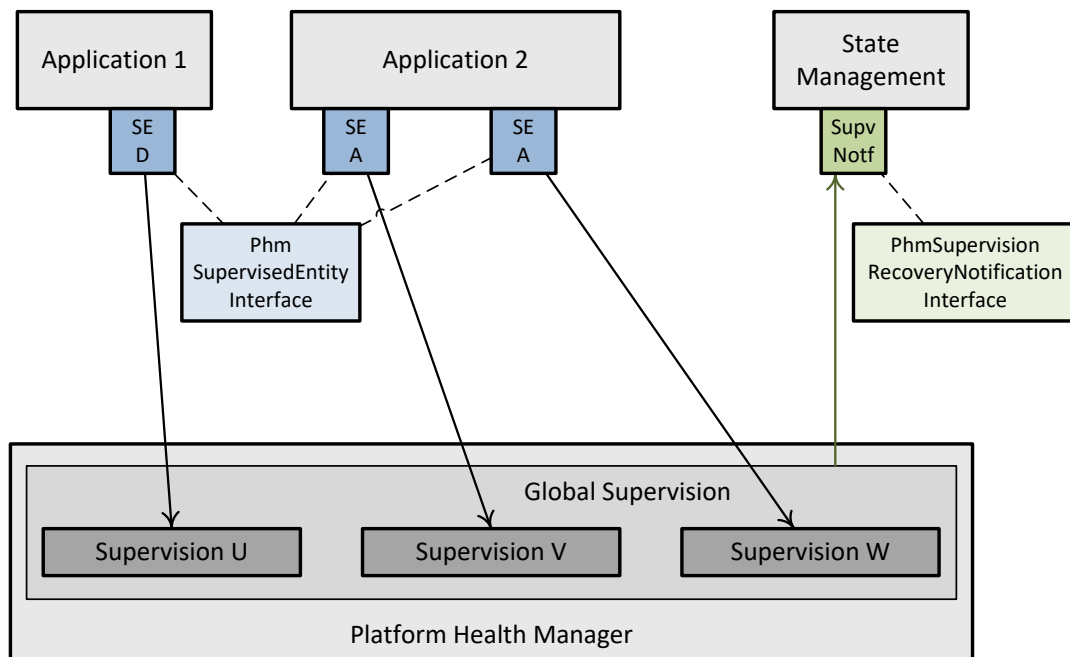 Application 1
Application 2
State
Management
SE
D
SE
A
SE
A
Supv
Notf
Phm
SupervisedEntity
Interface
PhmSupervision
RecoveryNotification
Interface
Global Supervision
Supervision U
Supervision V
Supervision W
Platform Health Manager